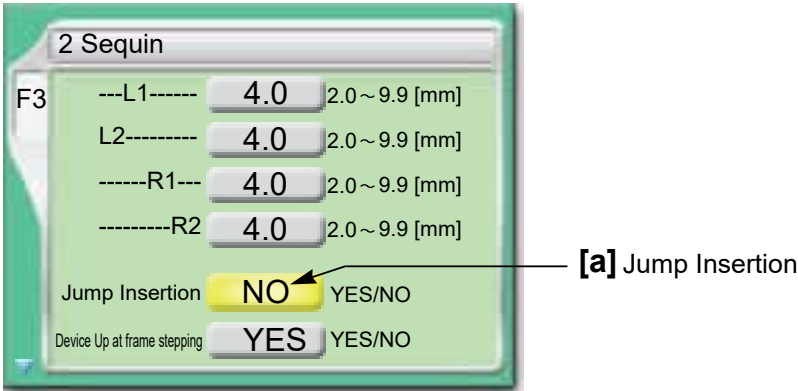 2 Sequin
F3
---L1------ 4.0 2.0～9.9 [mm]
L2--------- 4.0 2.0～9.9 [mm]
------R1--- 4.0 2.0～9.9 [mm]
---------R2 4.0 2.0～9.9 [mm]
[a] Jump Insertion
Jump Insertion NO YES/NO
Device Up at frame stepping YES YES/NO